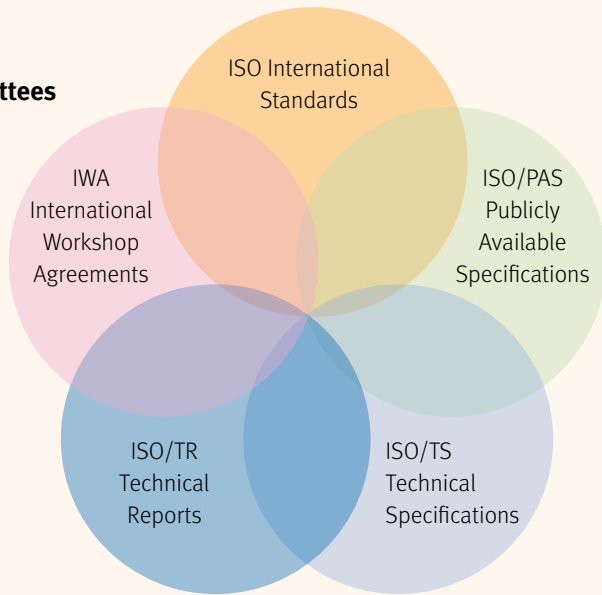 ttees
ISO International
Standards
IWA
International
Workshop
Agreements
ISO/PAS
Publicly
Available
Specifications
ISO/TR
Technical
Reports
ISO/TS
Technical
Specifications